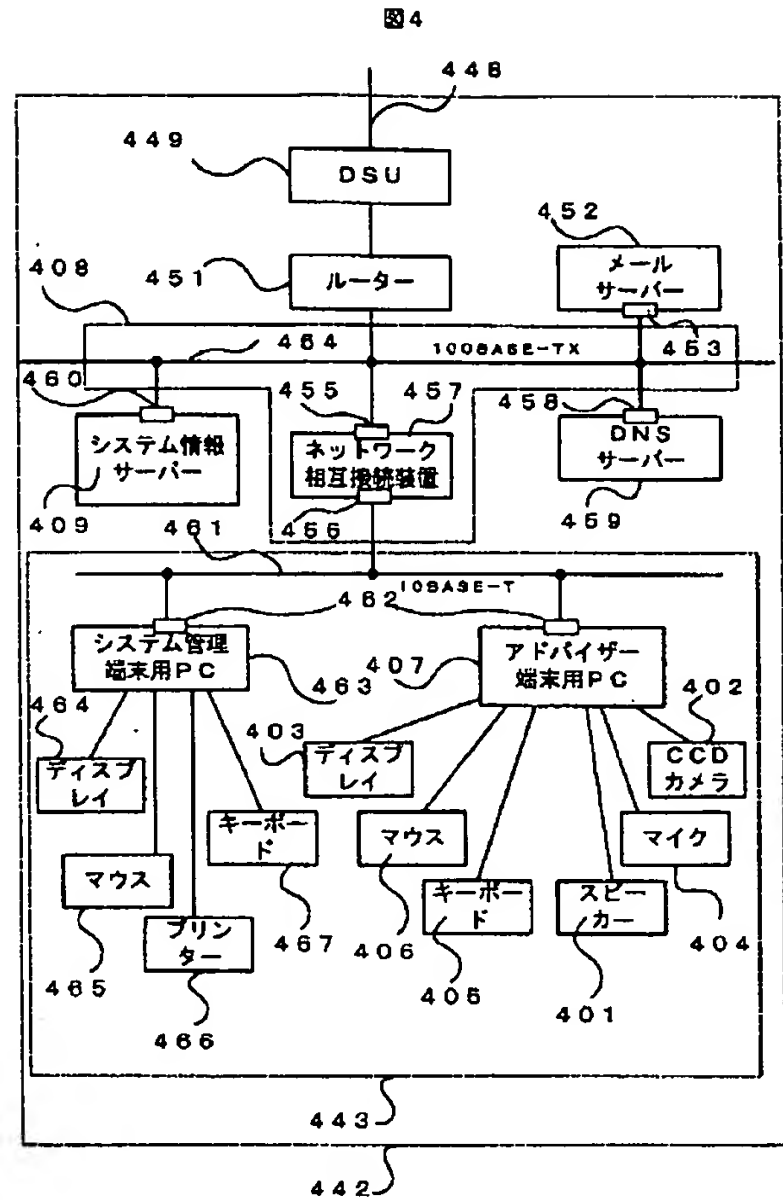 図4
448
449
DSU
452
451
ルーター
メール
サーバー
408
464
100BASE-TX
453
460
455
457
458
システム情報
サーバー
ネットワーク
相互接続装置
DNS
サーバー
409
456
459
461
10BASE-T
462
システム管理
端末用PC
463
407
アドバイザー
端末用PC
402
464
403
ディスプ
レイ
ディスプ
レイ
CCD
カメラ
キーボー
ド
マウス
マイク
マウス
467
406
キーボー
ド
スピー
カー
404
プリン
ター
465
405
401
466
443
442